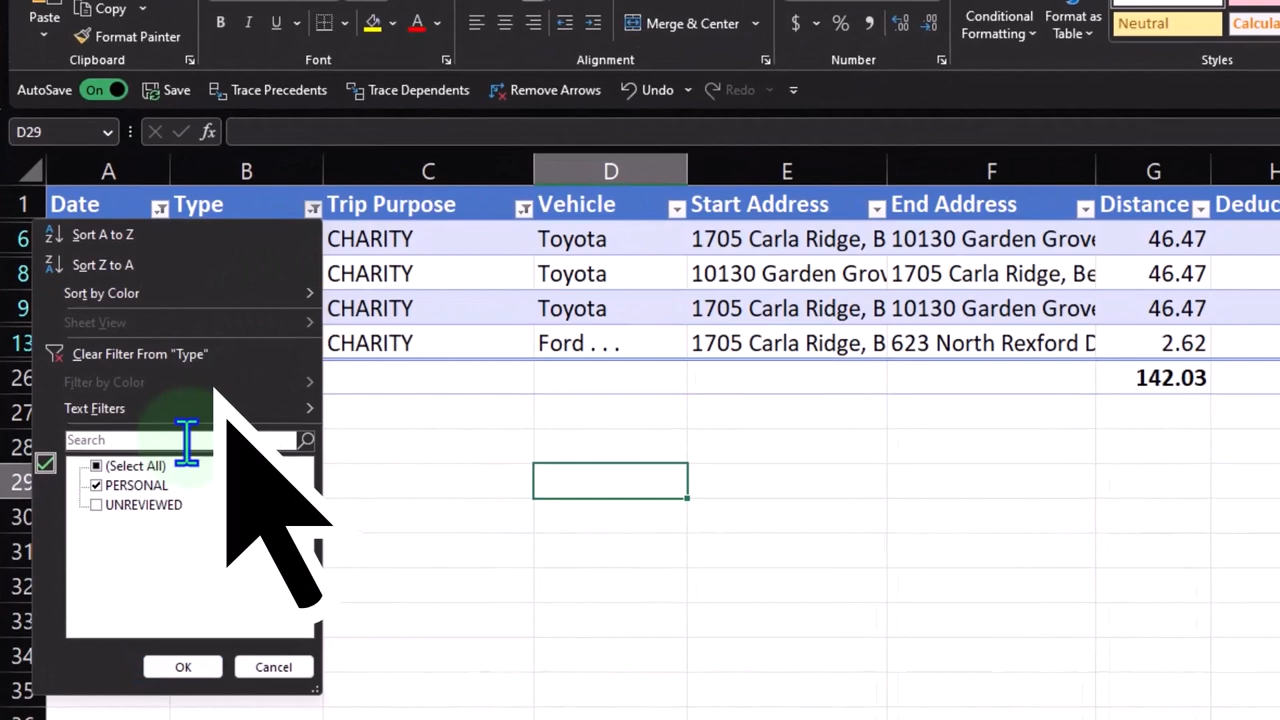 Paste
Copy
Format Painter
Clipboard
B I U
Font
Merge & Center
Alignment
$ % 9
Number
Conditional Formatting
Format as Table
Neutral
Styles
AutoSave On Save Trace Precedents Trace Dependents Remove Arrows Undo Redo
D29 fx
A B C D E F G H
1 Date Type Trip Purpose Vehicle Start Address End Address Distance Deduc
6 CHARITY Toyota 1705 Carla Ridge, B 10130 Garden Grove 46.47
8 CHARITY Toyota 10130 Garden Grov 1705 Carla Ridge, Be 46.47
9 CHARITY Toyota 1705 Carla Ridge, B 10130 Garden Grove 46.47
13 CHARITY Ford . . . 1705 Carla Ridge, B 623 North Rexford D 2.62
26 142.03
27
28
29
30
31
32
33
34
35
Sort A to Z
Sort Z to A
Sort by Color
Sheet View
Clear Filter From "Type"
Filter by Color
Text Filters
Search
(Select All)
PERSONAL
UNREVIEWED
OK Cancel